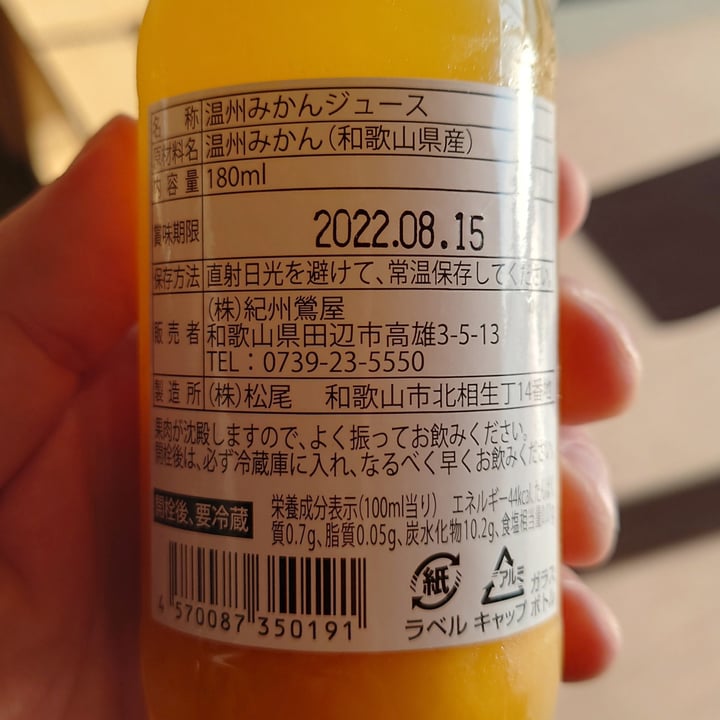 名称 温州みかんジュース
原材料名 温州みかん(和歌山県産)
内容量 180ml
賞味期限 2022.08.15
保存方法 直射日光を避けて、常温保存してください。
販売者 (株)紀州鶯屋
和歌山県田辺市高雄3-5-13
TEL:0739-23-5550
製造所 (株)松尾 和歌山市北相生丁14番地
果肉が沈殿しますので、よく振ってお飲みください。
開栓後は、必ず冷蔵庫に入れ、なるべく早くお飲みください。
開栓後、要冷蔵
栄養成分表示(100ml当り) エネルギー44kcal、たんぱく
質0.7g、脂質0.05g、炭水化物10.2g、食塩相当量
4 570087 350191
紙
ラベル
アルミ
キャップ
ガラス
ボトル